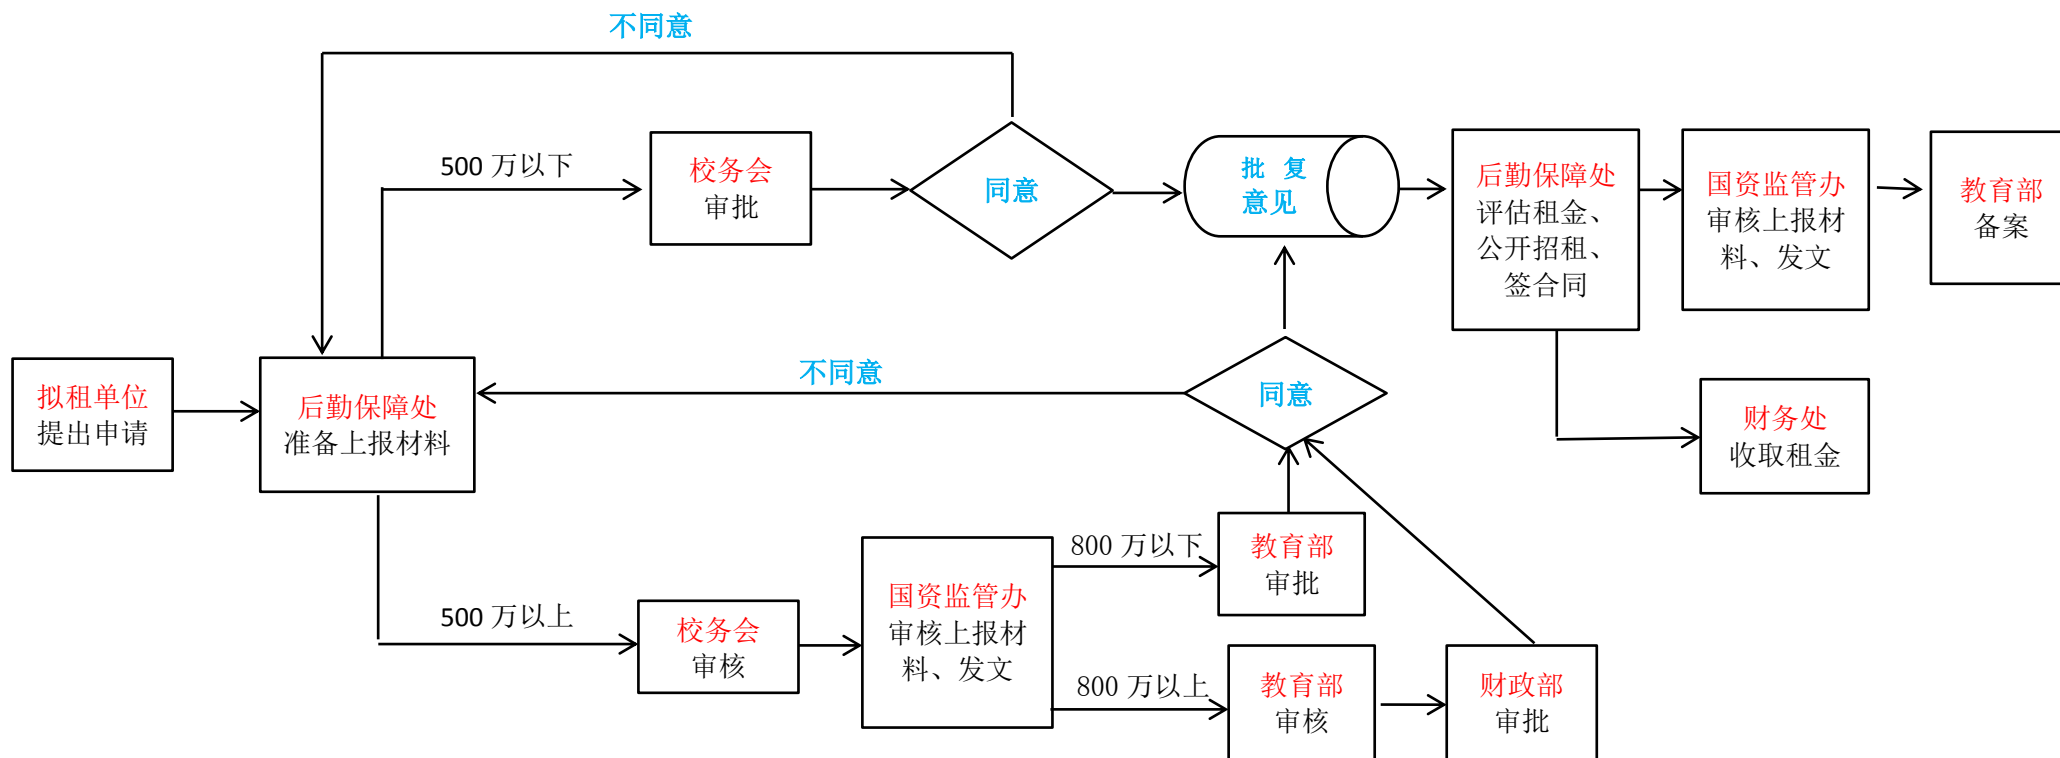 不同意
500 万以下
校务会
审批
同意
批 复
意见
后勤保障处
评估租金、
公开招租、
签合同
国资监管办
审核上报材
料、发文
教育部
备案
拟租单位
提出申请
后勤保障处
准备上报材料
不同意
同意
财务处
收取租金
500 万以上
校务会
审核
国资监管办
审核上报材
料、发文
800 万以下
教育部
审批
800 万以上
教育部
审核
财政部
审批